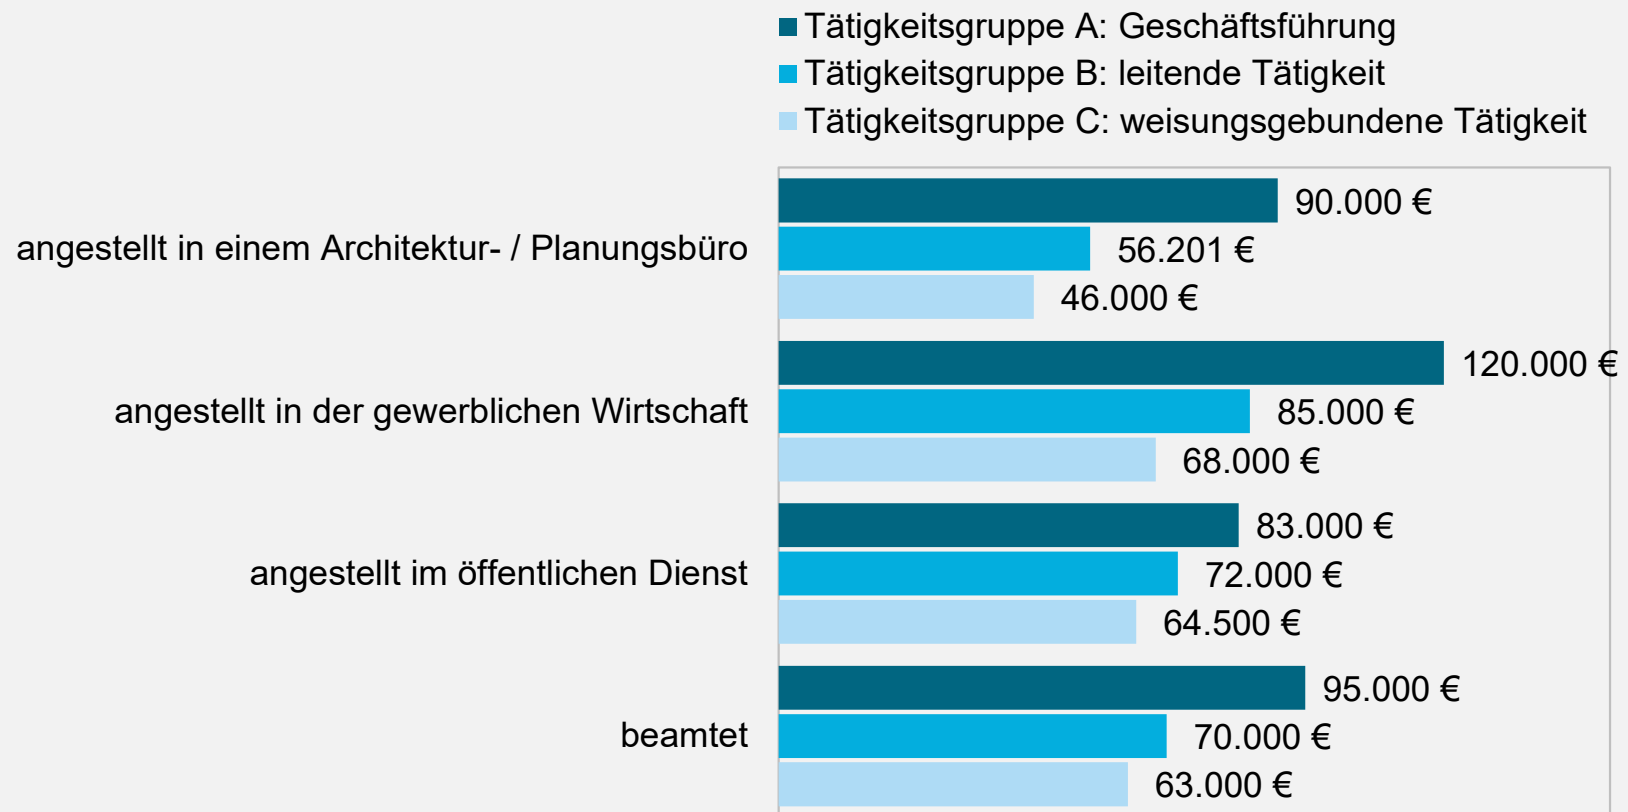 Tätigkeitsgruppe A: Geschäftsführung
Tätigkeitsgruppe B: leitende Tätigkeit
Tätigkeitsgruppe C: weisungsgebundene Tätigkeit
90.000 €
angestellt in einem Architektur- / Planungsbüro
56.201 €
46.000 €
120.000 €
angestellt in der gewerblichen Wirtschaft
85.000 €
68.000 €
83.000 €
angestellt im öffentlichen Dienst
72.000 €
64.500 €
95.000 €
beamtet
70.000 €
63.000 €